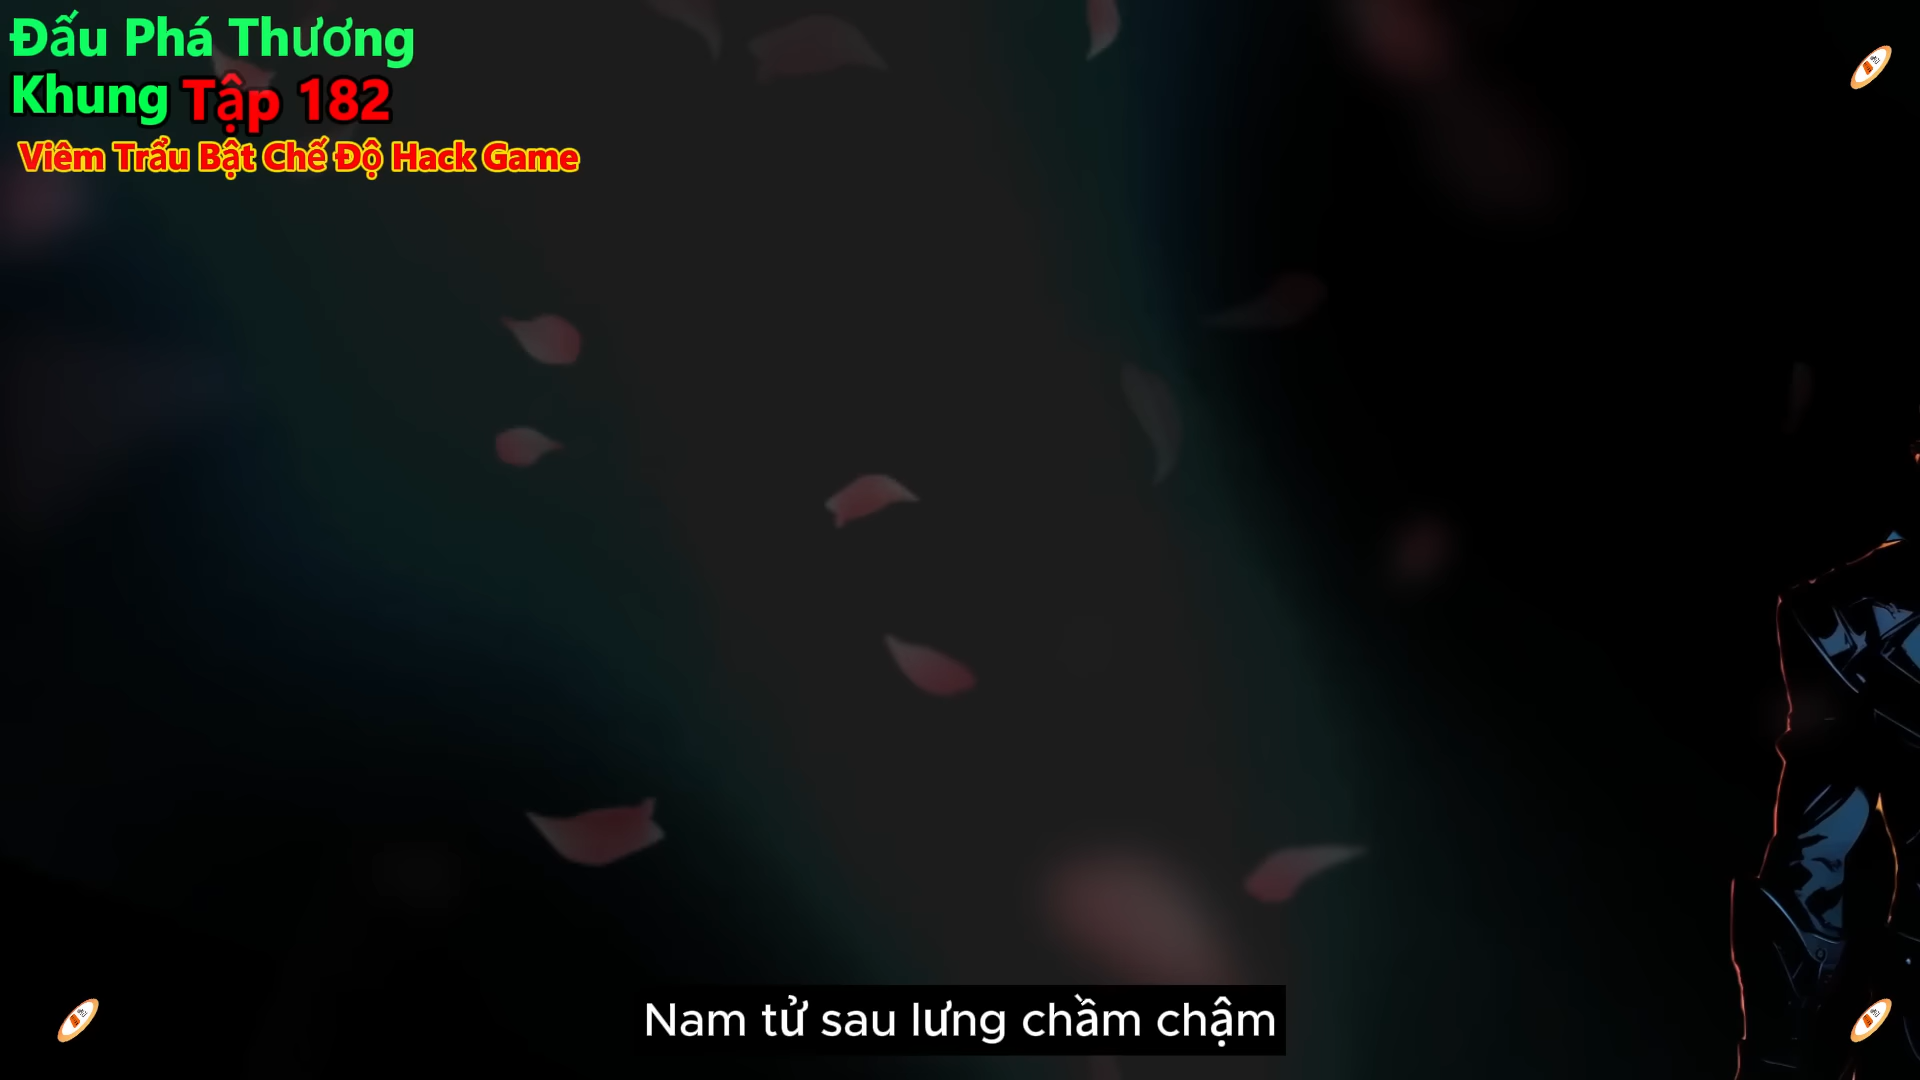 Đấu Phá Thương
Khung Tập 182
Viêm Trẩu Bật Chế Độ Hack Game
Nam tử sau lưng chầm chậm